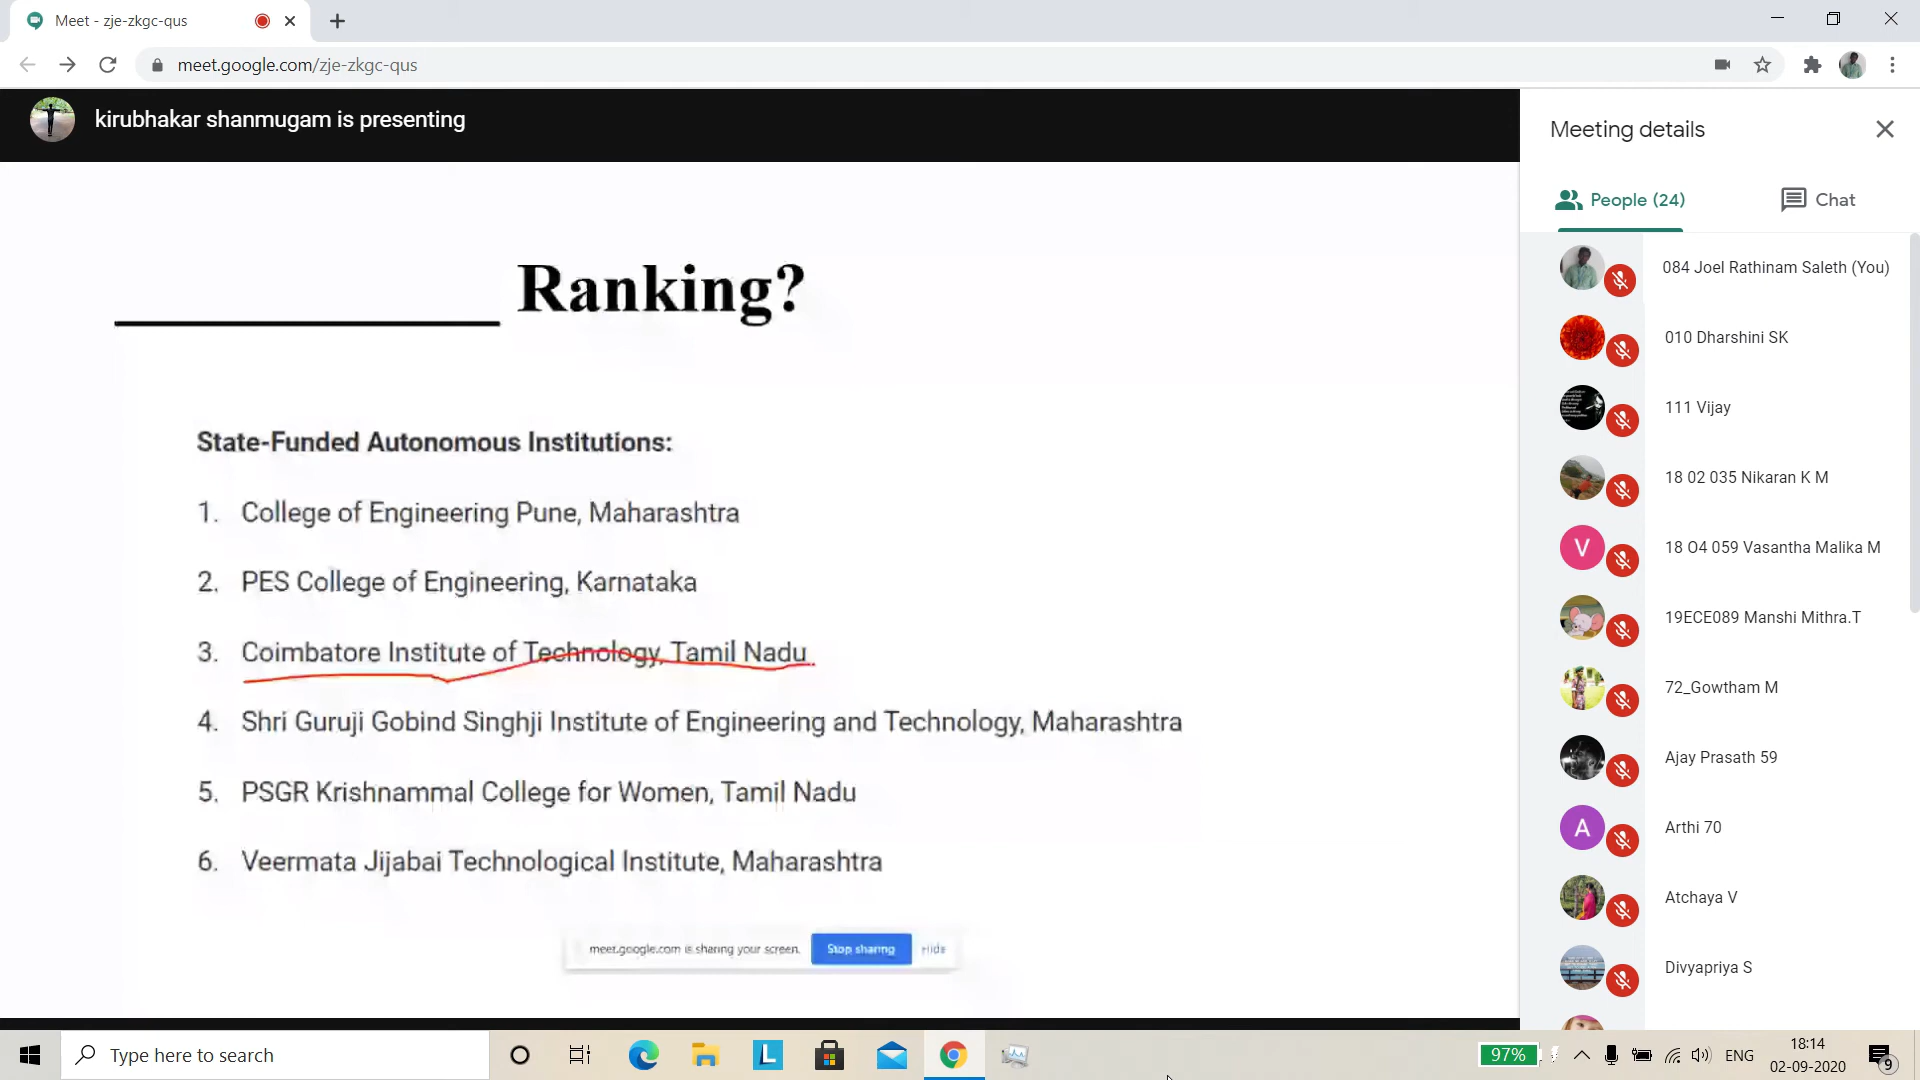 Meet - zje-zkgc-qus
meet.google.com/zje-zkgc-qus
kirubhakar shanmugam is presenting
Meeting details
People (24)
Chat
Ranking?
State-Funded Autonomous Institutions:
1. College of Engineering Pune, Maharashtra
2. PES College of Engineering, Karnataka
3. Coimbatore Institute of Technology, Tamil Nadu
4. Shri Guruji Gobind Singhji Institute of Engineering and Technology, Maharashtra
5. PSGR Krishnammal College for Women, Tamil Nadu
6. Veermata Jijabai Technological Institute, Maharashtra
meet.google.com is sharing your screen. Stop sharing Hide
084 Joel Rathinam Saleth (You)
010 Dharshini SK
111 Vijay
18 02 035 Nikaran K M
V
18 O4 059 Vasantha Malika M
19ECE089 Manshi Mithra.T
72_Gowtham M
Ajay Prasath 59
A
Arthi 70
Atchaya V
Divyapriya S
Type here to search
L
97%
ENG
18:14
02-09-2020
9